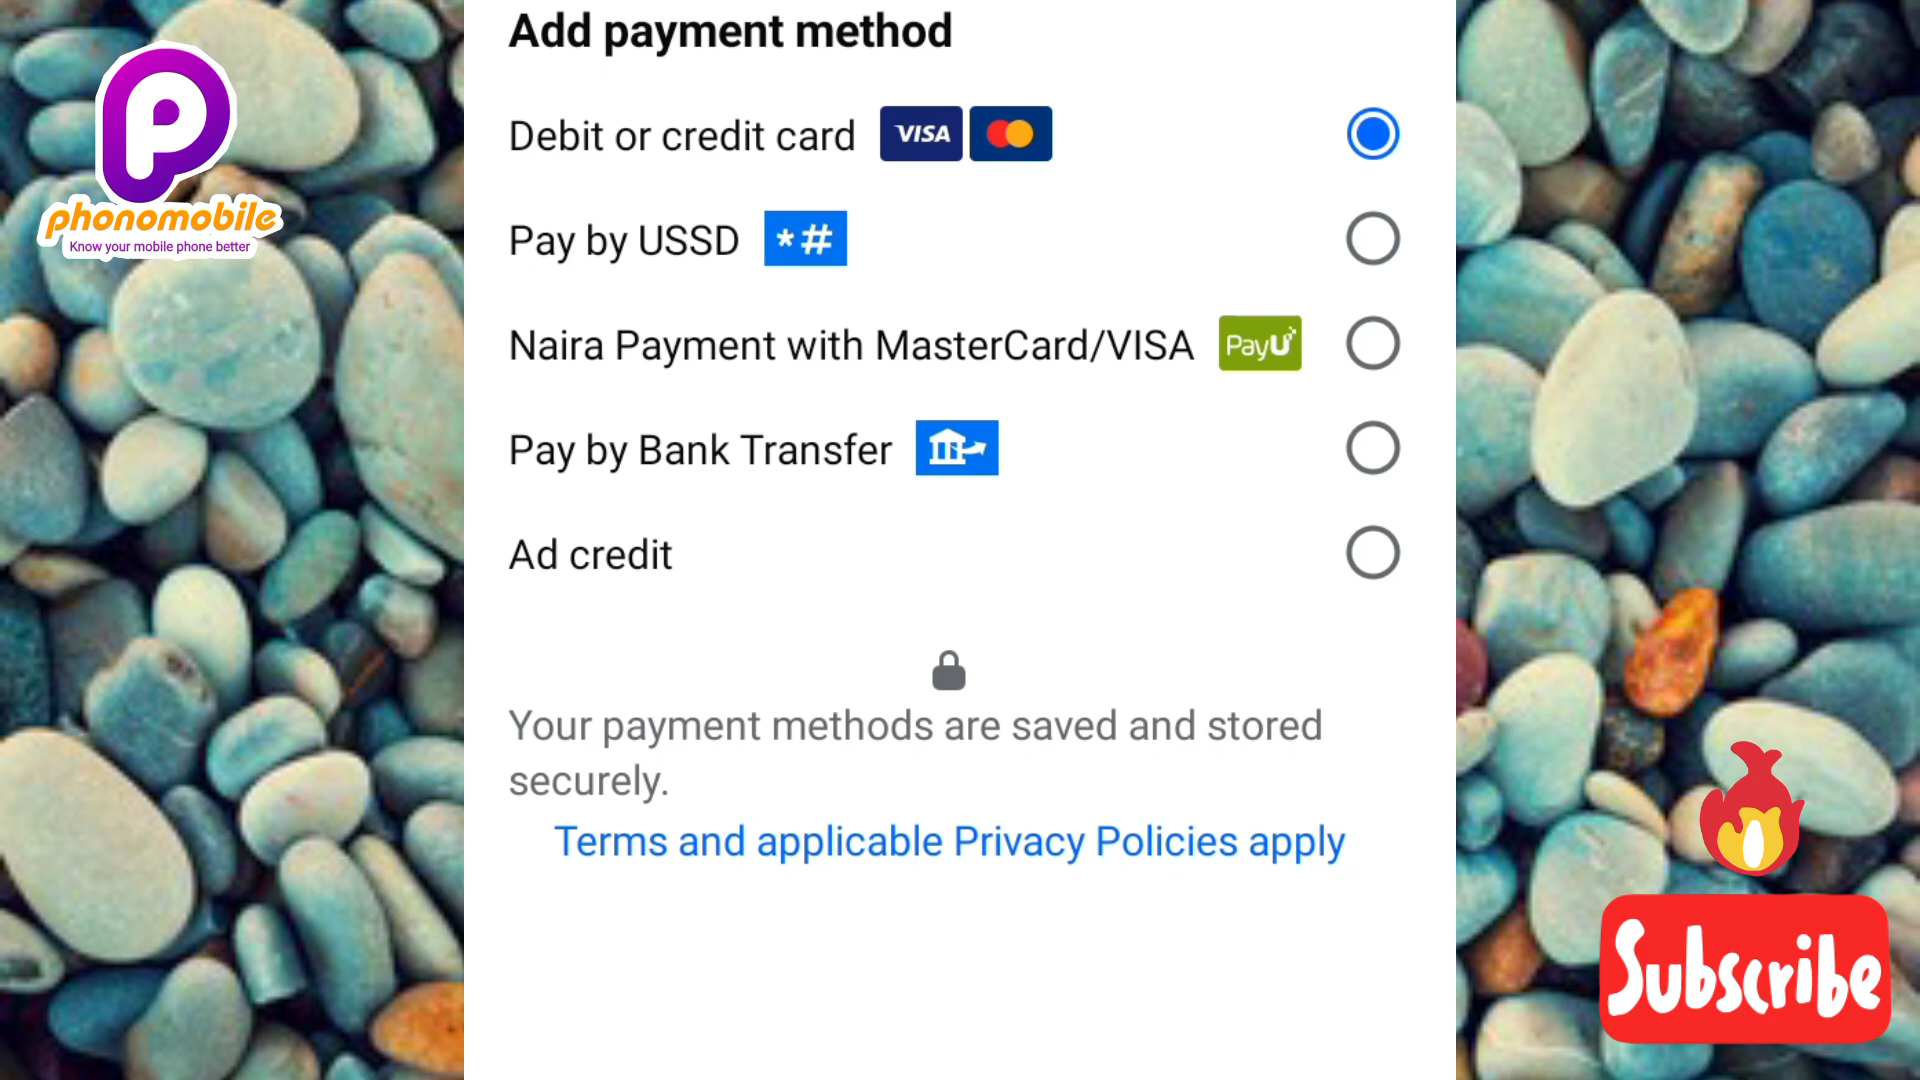 Add payment method
Debit or credit card VISA
Pay by USSD *#
Naira Payment with MasterCard/VISA PayU
Pay by Bank Transfer
Ad credit
Your payment methods are saved and stored
securely.
Terms and applicable Privacy Policies apply
phonomobile
Know your mobile phone better
Subscribe